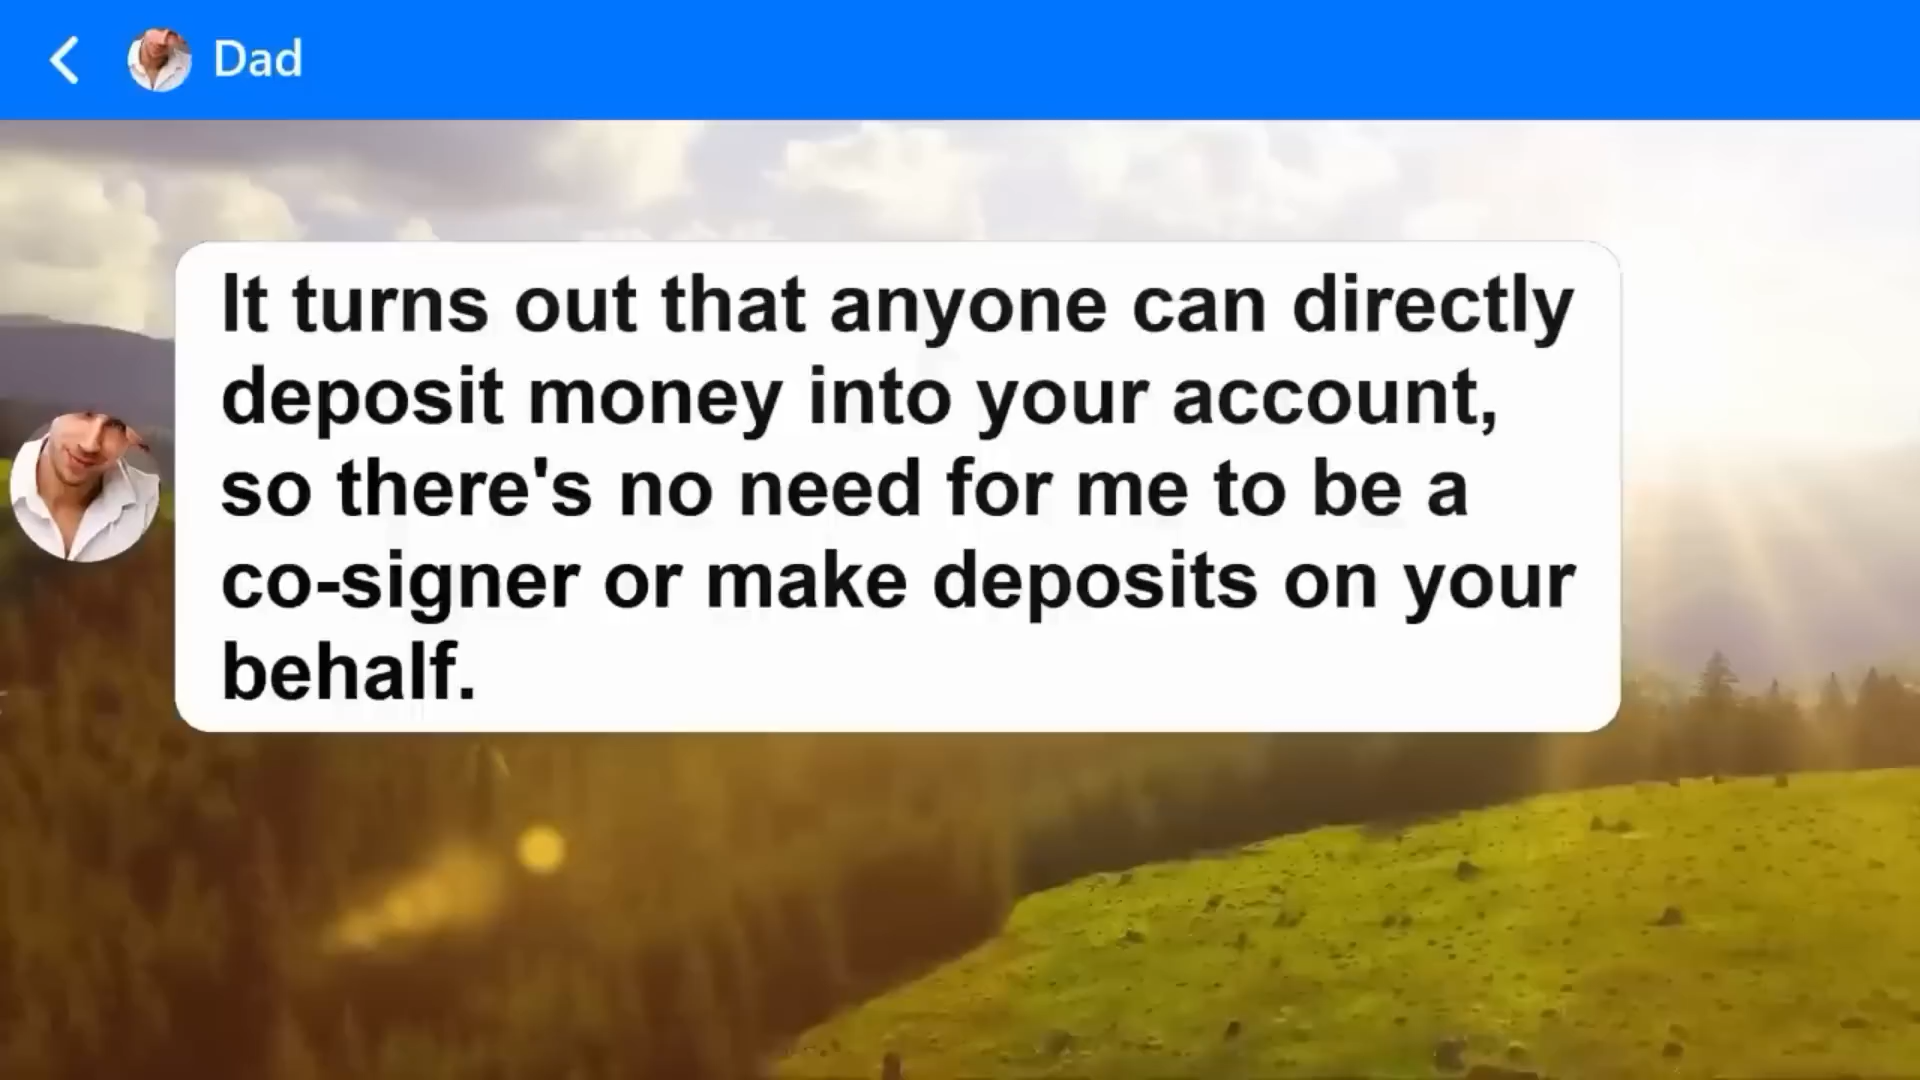 Dad
It turns out that anyone can directly
deposit money into your account,
so there's no need for me to be a
co-signer or make deposits on your
behalf.